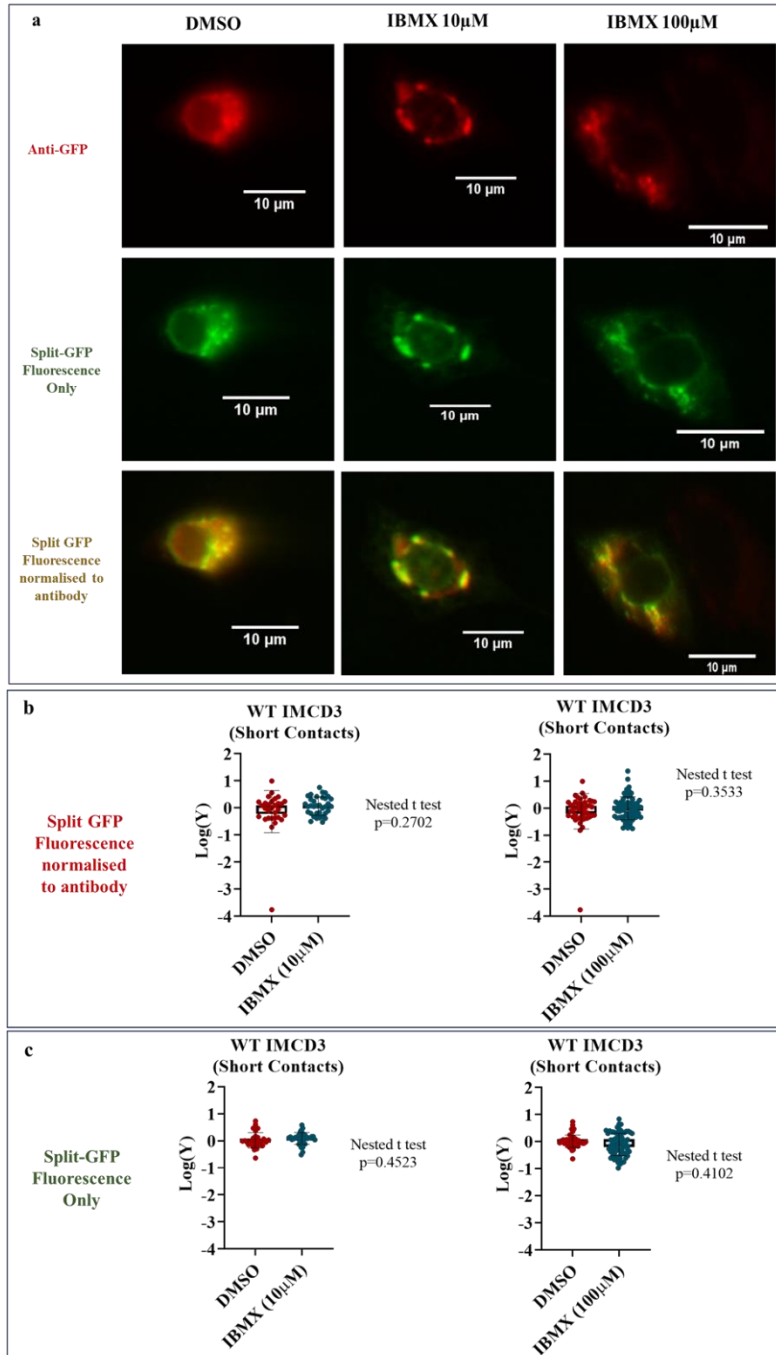 a
DMSO
IBMX 10µM
IBMX 100µM
Anti-GFP
10 µm
10 µm
10 µm
Split-GFP
Fluorescence
Only
10 µm
10 µm
10 µm
Split GFP
Fluorescence
normalised to
antibody
10 µm
10 µm
10 µm
b
WT IMCD3
(Short Contacts)
WT IMCD3
(Short Contacts)
Split GFP
Fluorescence
normalised
to antibody
Log(Y)
2
1
0
-1
-2
-3
-4
DMSO
IBMX (10µM)
Nested t test
p=0.2702
Log(Y)
2
1
0
-1
-2
-3
-4
DMSO
IBMX (100µM)
Nested t test
p=0.3533
c
WT IMCD3
(Short Contacts)
WT IMCD3
(Short Contacts)
Split-GFP
Fluorescence
Only
Log(Y)
2
1
0
-1
-2
-3
-4
DMSO
IBMX (10µM)
Nested t test
p=0.4523
Log(Y)
2
1
0
-1
-2
-3
-4
DMSO
IBMX (100µM)
Nested t test
p=0.4102